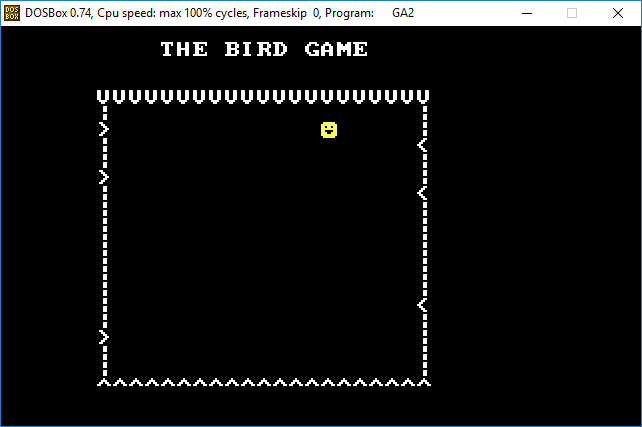 DOSBox 0.74, Cpu speed: max 100% cycles, Frameskip 0, Program: GA2
THE BIRD GAME